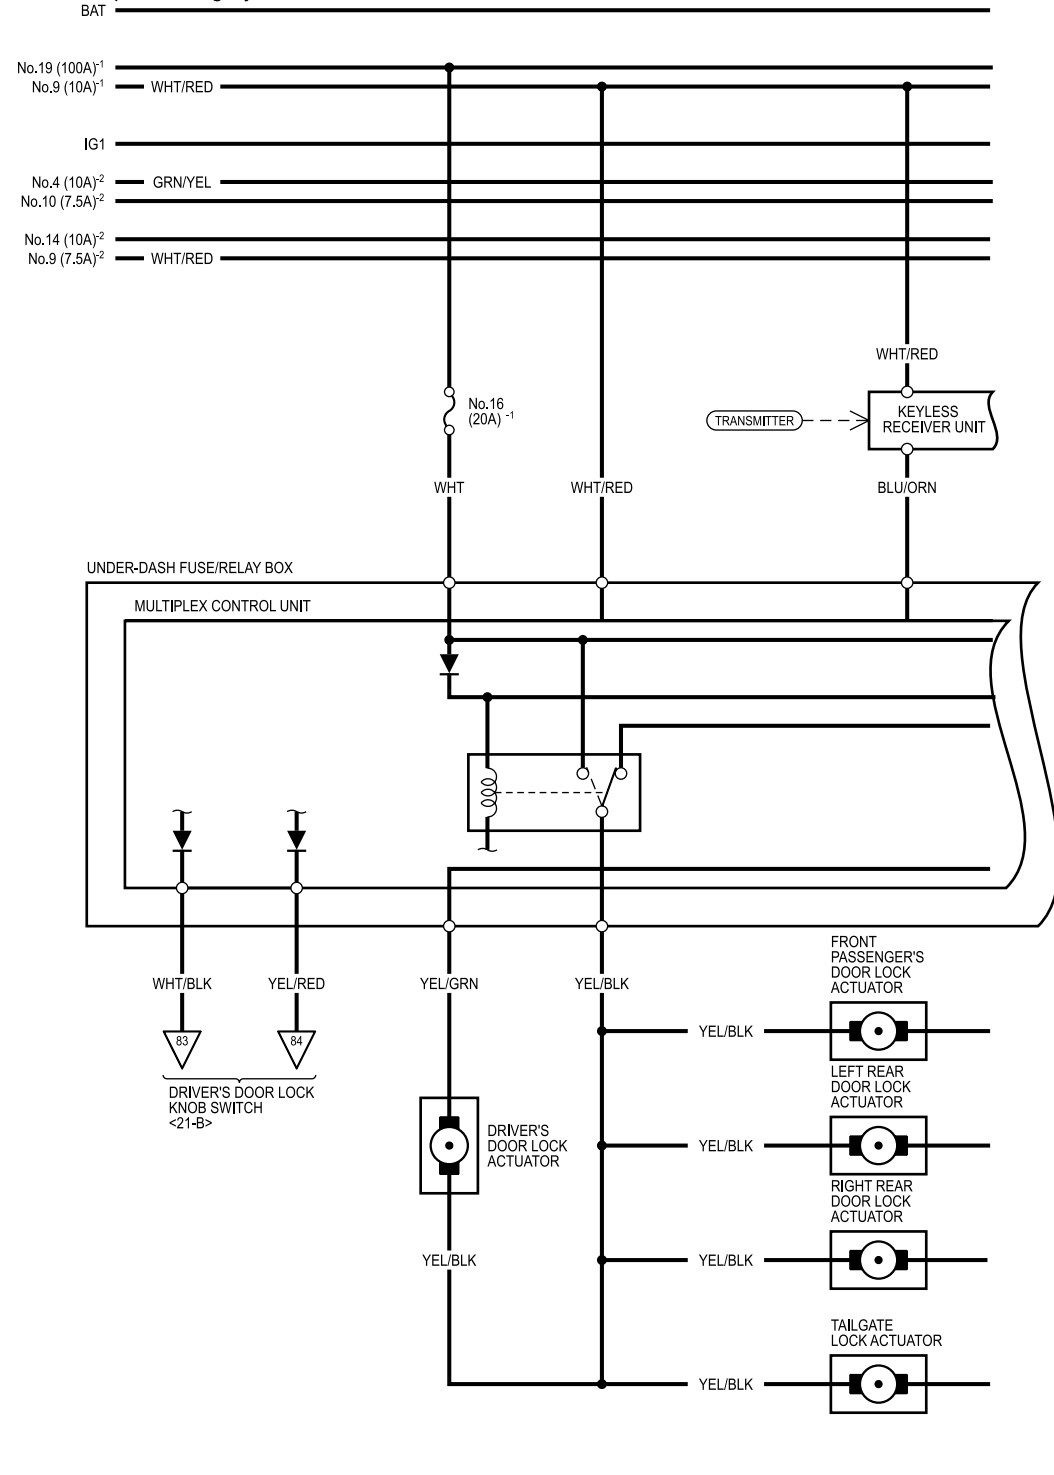 BAT
No.19 (100A)-1
No.9 (10A)-1 WHT/RED
IG1
No.4 (10A)-2 GRN/YEL
No.10 (7.5A)-2
No.14 (10A)-2
No.9 (7.5A)-2 WHT/RED
WHT/RED
No.16
(20A) -1
TRANSMITTER
KEYLESS
RECEIVER UNIT
WHT
WHT/RED
BLU/ORN
UNDER-DASH FUSE/RELAY BOX
MULTIPLEX CONTROL UNIT
WHT/BLK
YEL/RED
YEL/GRN
YEL/BLK
83
84
DRIVER'S DOOR LOCK
KNOB SWITCH
<21-B>
FRONT
PASSENGER'S
DOOR LOCK
ACTUATOR
YEL/BLK
LEFT REAR
DOOR LOCK
ACTUATOR
YEL/BLK
DRIVER'S
DOOR LOCK
ACTUATOR
RIGHT REAR
DOOR LOCK
ACTUATOR
YEL/BLK
YEL/BLK
TAILGATE
LOCK ACTUATOR
YEL/BLK